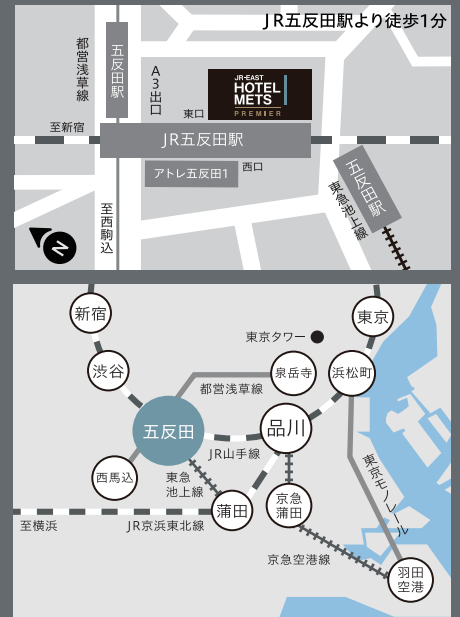 JR五反田駅より徒歩1分
都営浅草線
五反田駅
A3出口
JR-EAST
HOTEL
METS
PREMIER
東口
至新宿
JR五反田駅
アトレ五反田1
西口
五反田駅
東急池上線
至西駒込
N
新宿
東京
東京タワー
渋谷
泉岳寺
浜松町
都営浅草線
五反田
品川
JR山手線
西馬込
東急
池上線
東京モノレール
蒲田
京急
蒲田
至横浜
JR京浜東北線
京急空港線
羽田
空港